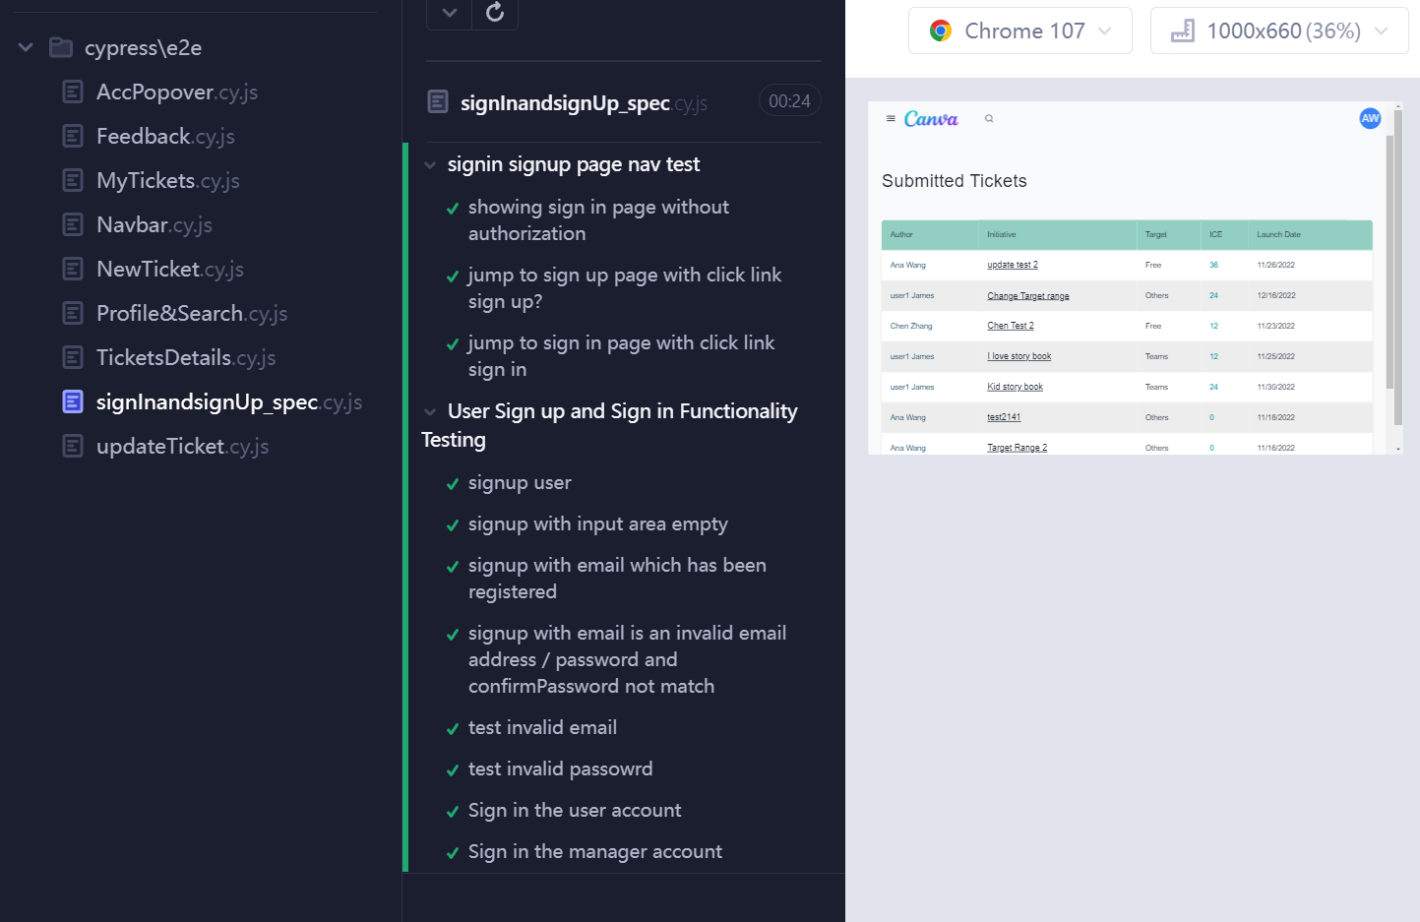 cypress\e2e
AccPopover.cy.js
Feedback.cy.js
MyTickets.cy.js
Navbar.cy.js
NewTicket.cy.js
Profile&Search.cy.js
TicketsDetails.cy.js
signInandsignUp_spec.cy.js
updateTicket.cy.js
signInandsignUp_spec.cy.js 00:24
signin signup page nav test
showing sign in page without
authorization
jump to sign up page with click link
sign up?
jump to sign in page with click link
sign in
User Sign up and Sign in Functionality
Testing
signup user
signup with input area empty
signup with email which has been
registered
signup with email is an invalid email
address / password and
confirmPassword not match
test invalid email
test invalid passowrd
Sign in the user account
Sign in the manager account
Chrome 107 1000x660 (36%)
Canva AW
Submitted Tickets
Author Initiative Target ICE Launch Date
Ana Wang update test 2 Free 36 11/26/2022
user1 James Change Target range Others 24 12/16/2022
Chen Zhang Chen Test 2 Free 12 11/23/2022
user1 James I love story book Teams 12 11/25/2022
user1 James Kid story book Teams 24 11/30/2022
Ana Wang test2141 Others 0 11/18/2022
Ana Wang Target Range 2 Others 0 11/16/2022